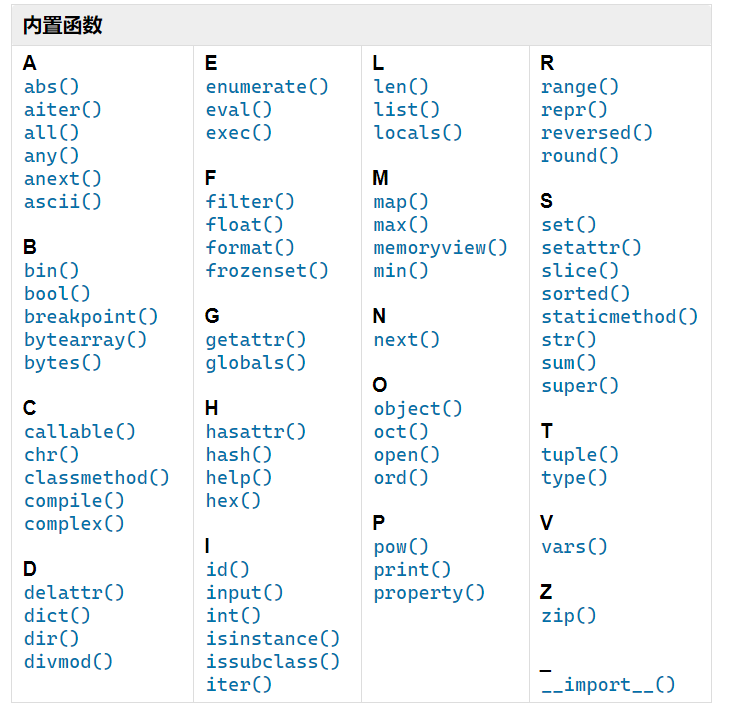 内置函数
A
abs()
aiter()
all()
any()
anext()
ascii()
B
bin()
bool()
breakpoint()
bytearray()
bytes()
C
callable()
chr()
classmethod()
compile()
complex()
D
delattr()
dict()
dir()
divmod()
E
enumerate()
eval()
exec()
F
filter()
float()
format()
frozenset()
G
getattr()
globals()
H
hasattr()
hash()
help()
hex()
I
id()
input()
int()
isinstance()
issubclass()
iter()
L
len()
list()
locals()
M
map()
max()
memoryview()
min()
N
next()
O
object()
oct()
open()
ord()
P
pow()
print()
property()
R
range()
repr()
reversed()
round()
S
set()
setattr()
slice()
sorted()
staticmethod()
str()
sum()
super()
T
tuple()
type()
V
vars()
Z
zip()
_
__import__()